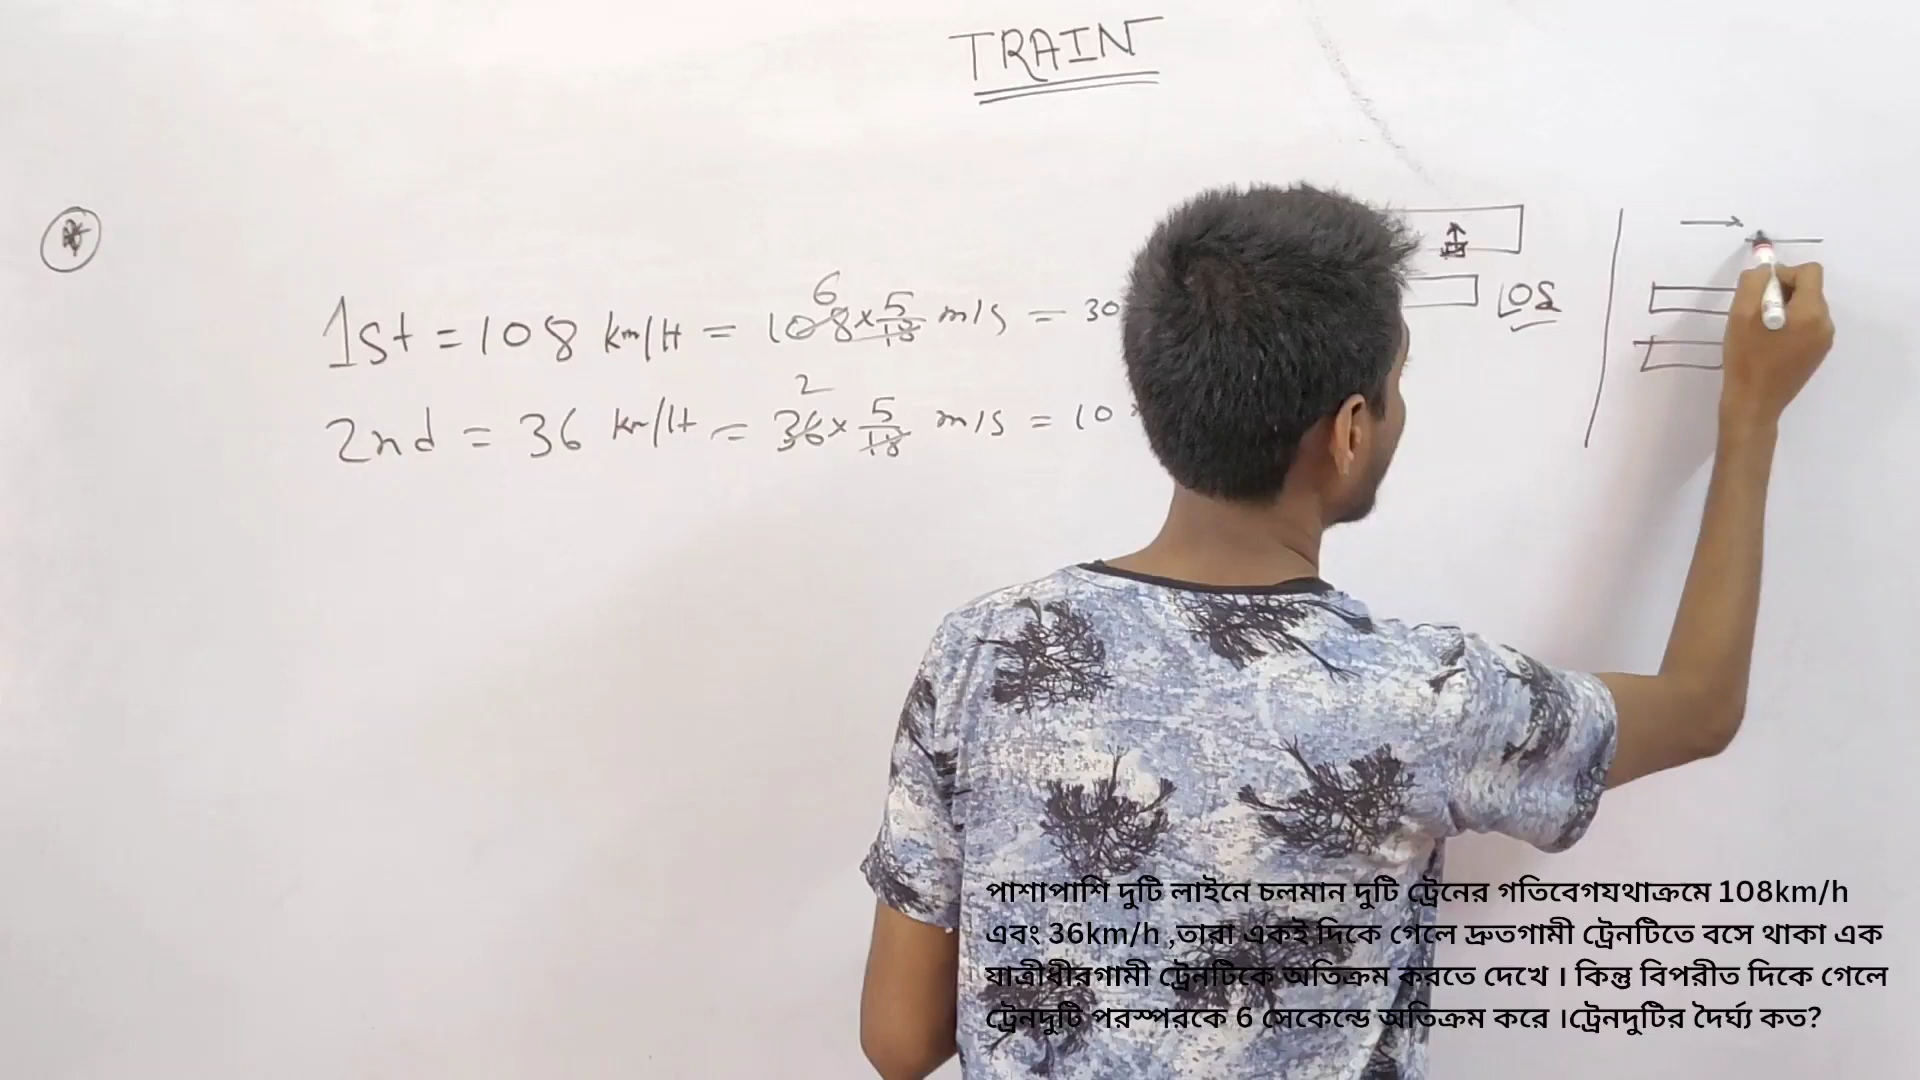 TRAIN
1st = 108 km/H = 108 × 5/18 m/s = 30
6
2nd = 36 km/H = 36 × 5/18 m/s = 10
2
পাশাপাশি দুটি লাইনে চলমান দুটি ট্রেনের গতিবেগযথাক্রমে 108km/h
এবং 36km/h ,তারা একই দিকে গেলে দ্রুতগামী ট্রেনটিতে বসে থাকা এক
যাত্রীধীরগামী ট্রেনটিকে অতিক্রম করতে দেখে । কিন্তু বিপরীত দিকে গেলে
ট্রেনদুটি পরস্পরকে 6 সেকেন্ডে অতিক্রম করে ।ট্রেনদুটির দৈর্ঘ্য কত?